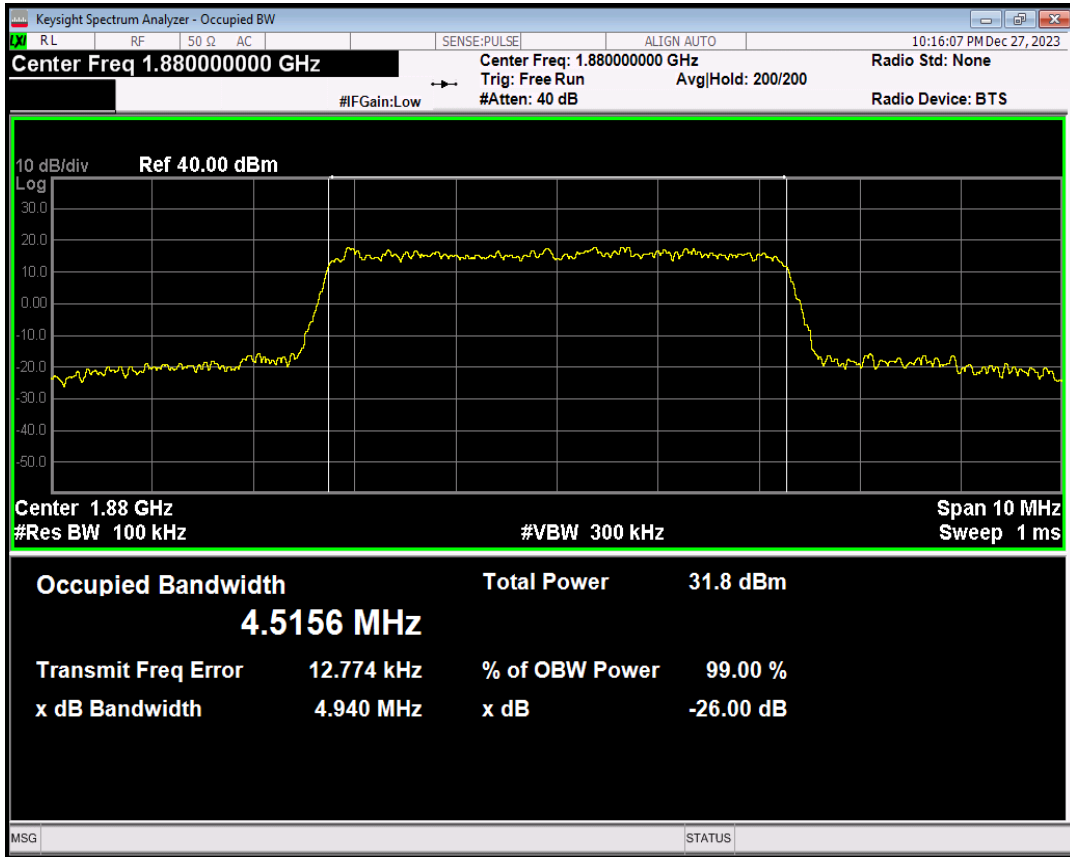 Keysight Spectrum Analyzer - Occupied BW
LXI RL RF 50 Ω AC SENSE:PULSE ALIGN AUTO 10:16:07 PM Dec 27, 2023
Center Freq 1.880000000 GHz
Center Freq: 1.880000000 GHz
Radio Std: None
Trig: Free Run Avg|Hold: 200/200
#IFGain:Low #Atten: 40 dB Radio Device: BTS
10 dB/div Ref 40.00 dBm
Log
30.0
20.0
10.0
0.00
-10.0
-20.0
-30.0
-40.0
-50.0
Center 1.88 GHz Span 10 MHz
#Res BW 100 kHz #VBW 300 kHz Sweep 1 ms
Occupied Bandwidth Total Power 31.8 dBm
4.5156 MHz
Transmit Freq Error 12.774 kHz % of OBW Power 99.00 %
x dB Bandwidth 4.940 MHz x dB -26.00 dB
MSG STATUS